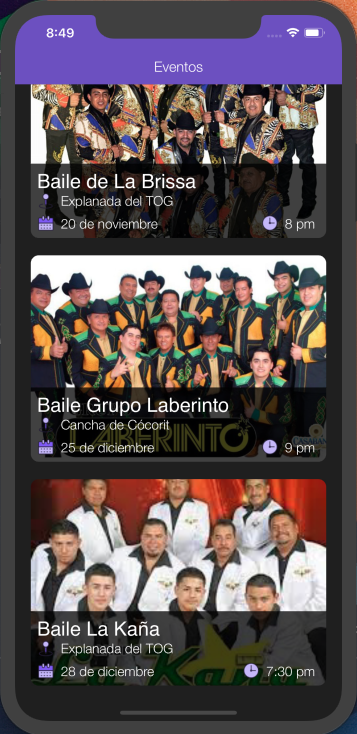 8:49
Eventos
Baile de La Brissa
Explanada del TOG
20 de noviembre
8 pm
Baile Grupo Laberinto
Cancha de Cócorit
LABERINTO
25 de diciembre
9 pm
Baile La Kaña
Explanada del TOG
28 de diciembre
7:30 pm
La Kaña